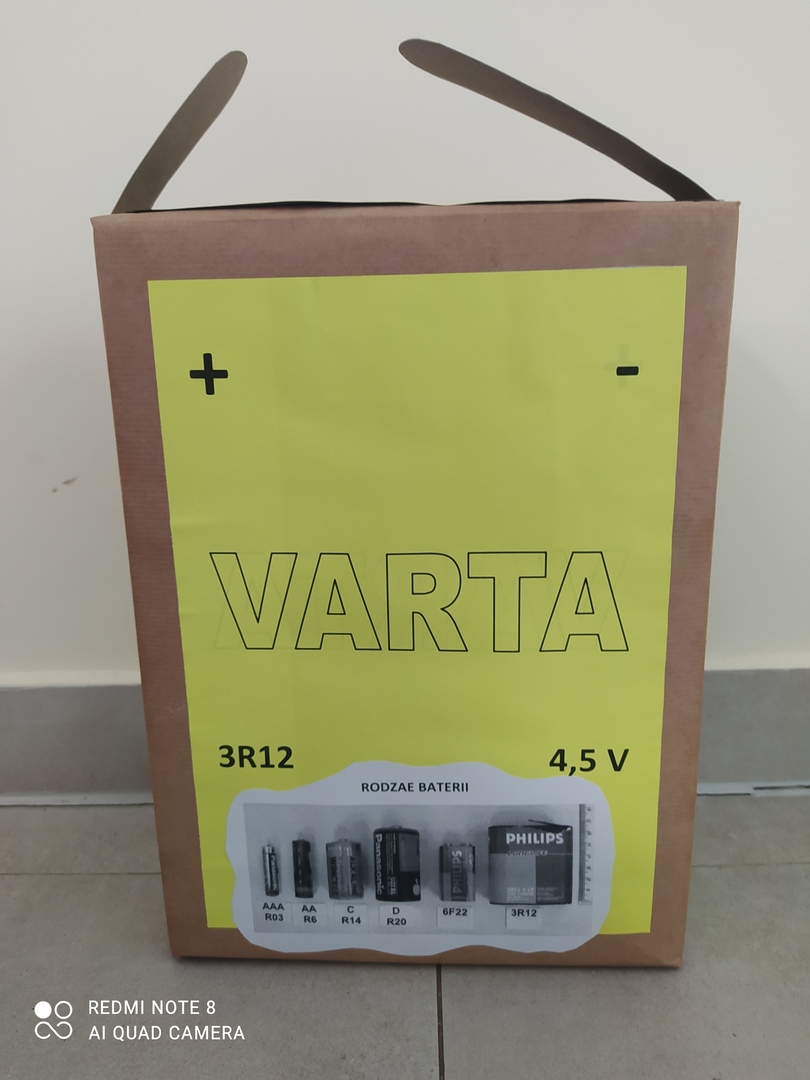 + -
VARTA
3R12 4,5 V
RODZAE BATERII
PHILIPS
Panasonic
AAA AA C D 6F22 3R12
R03 R6 R14 R20
REDMI NOTE 8
AI QUAD CAMERA